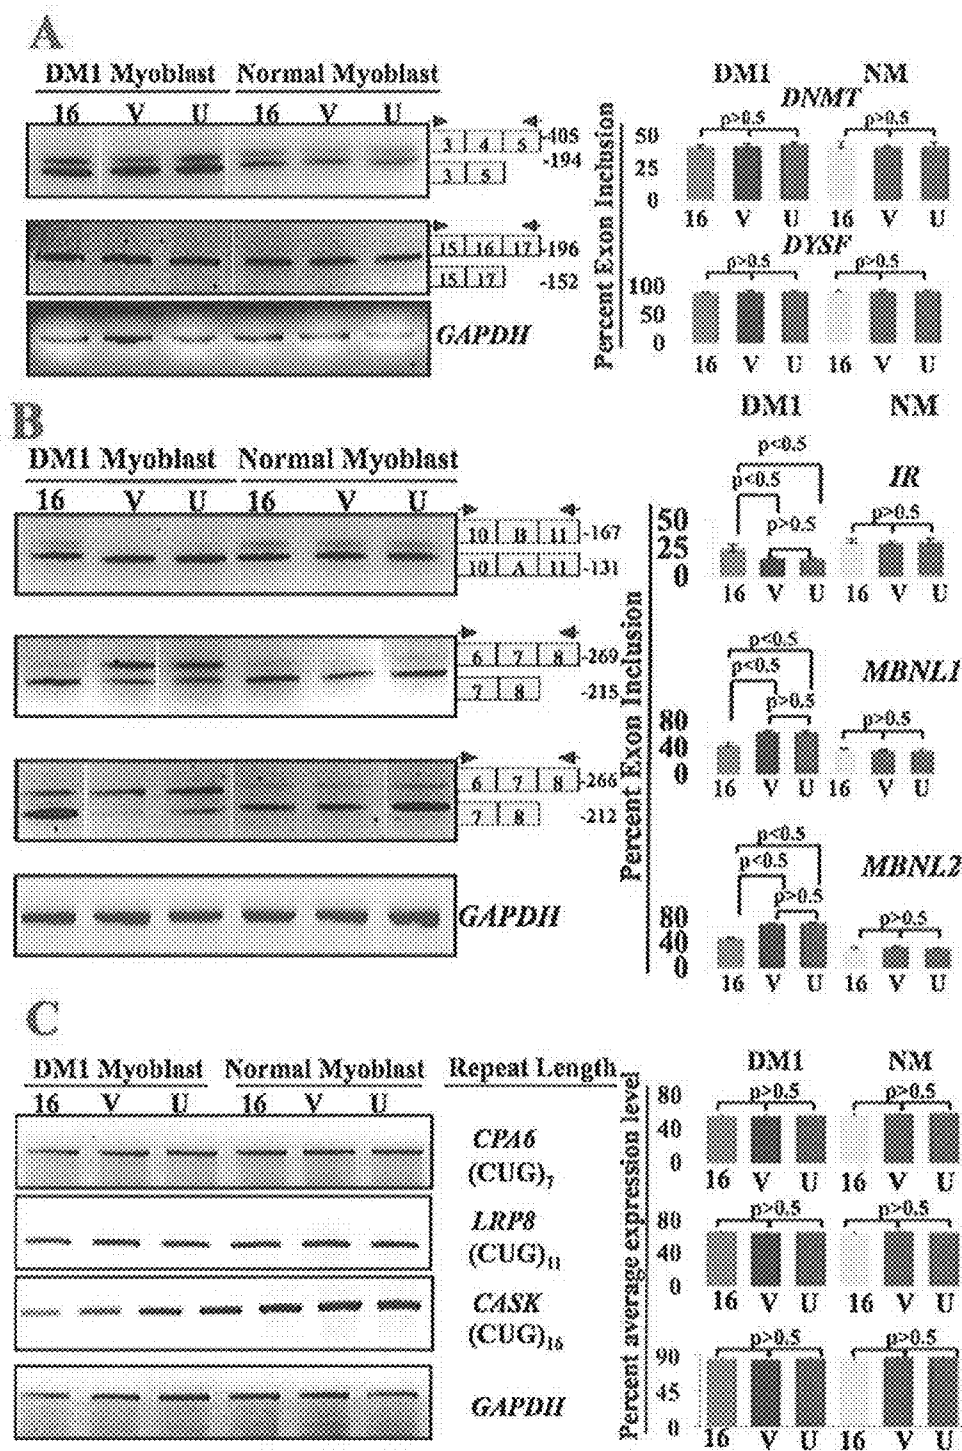 A
DM1 Myoblast Normal Myoblast
16 V U 16 V U
3 4 5 -405
-194
3 5
15 16 17 -196
15 17 -152
GAPDH
Percent Exon Inclusion
DM1 NM
DNMT
p>0.5 p>0.5
50
25
0
16 V U 16 V U
DYSF
p>0.5 p>0.5
100
50
0
16 V U 16 V U
B
DM1 Myoblast Normal Myoblast
16 V U 16 V U
10 B 11 -167
10 A 11 -131
6 7 8 -269
7 8 -215
6 7 8 -266
7 8 -212
GAPDH
Percent Exon Inclusion
DM1 NM
p<0.5
p<0.5 IR
p>0.5 p>0.5
50
25
0
16 V U 16 V U
p<0.5
p<0.5 MBNL1
p>0.5 p>0.5
80
40
0
16 V U 16 V U
p<0.5
p<0.5 MBNL2
p>0.5 p>0.5
80
40
0
16 V U 16 V U
C
DM1 Myoblast Normal Myoblast Repeat Length
16 V U 16 V U
CPA6
(CUG)7
LRP8
(CUG)11
CASK
(CUG)16
GAPDH
Percent average expression level
DM1 NM
p>0.5 p>0.5
80
40
0
16 V U 16 V U
p>0.5 p>0.5
80
40
0
16 V U 16 V U
p>0.5 p>0.5
90
45
0
16 V U 16 V U